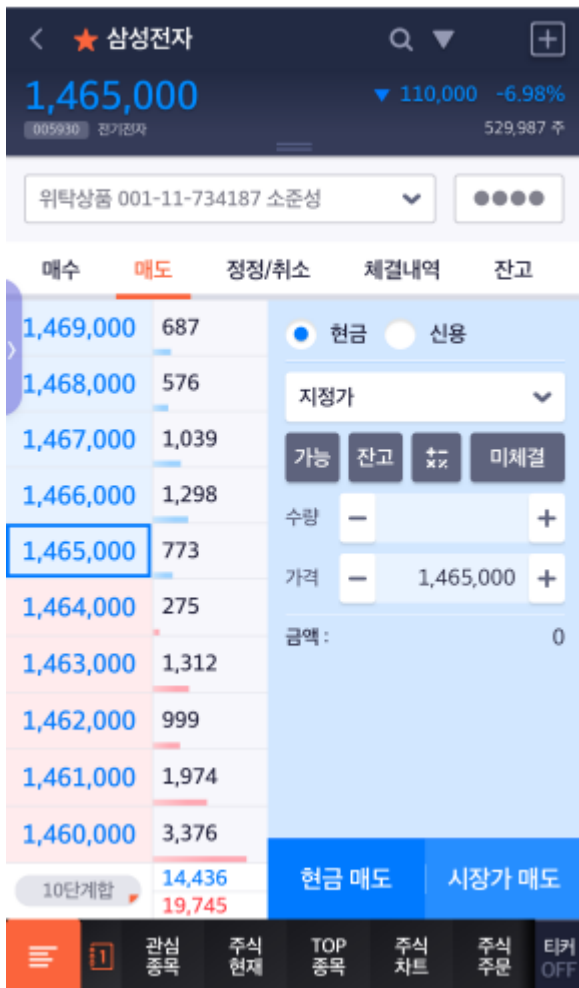 삼성전자
1,465,000 ▼ 110,000 -6.98%
005930 전기전자 529,987 주
위탁상품 001-11-734187 소준성
매수 매도 정정/취소 체결내역 잔고
1,469,000 687
1,468,000 576
1,467,000 1,039
1,466,000 1,298
1,465,000 773
1,464,000 275
1,463,000 1,312
1,462,000 999
1,461,000 1,974
1,460,000 3,376
10단계합 14,436
19,745
현금 신용
지정가
가능 잔고 +-×% 미체결
수량 − +
가격 − 1,465,000 +
금액 : 0
현금 매도 시장가 매도
1 관심 주식 TOP 주식 주식 티커
종목 현재 종목 차트 주문 OFF